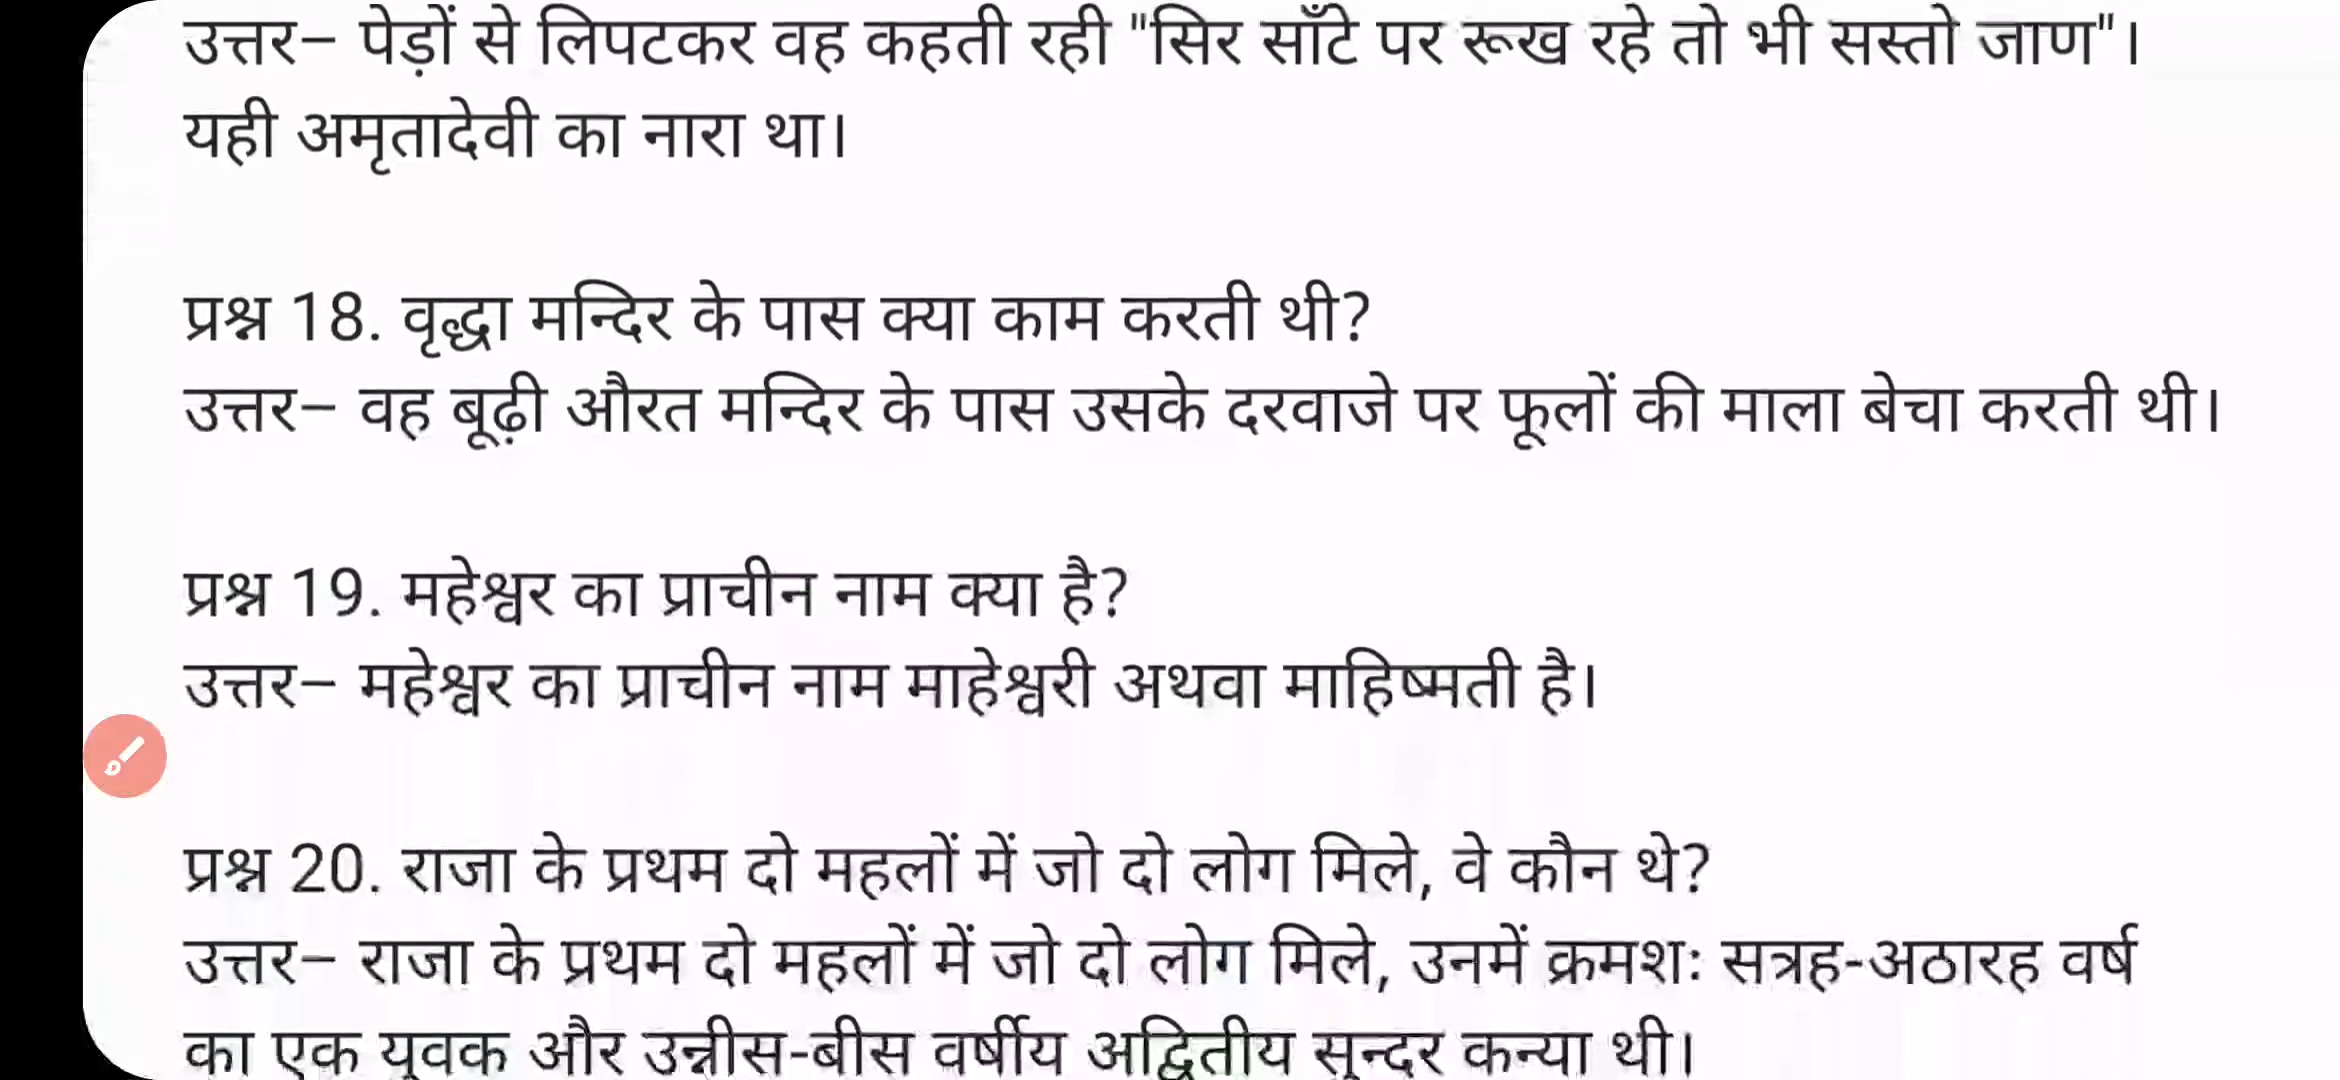 उत्तर– पेड़ों से लिपटकर वह कहती रही "सिर साँटे पर रूख रहे तो भी सस्तो जाण"।
यही अमृतादेवी का नारा था।
प्रश्न 18. वृद्धा मन्दिर के पास क्या काम करती थी?
उत्तर– वह बूढ़ी औरत मन्दिर के पास उसके दरवाजे पर फूलों की माला बेचा करती थी।
प्रश्न 19. महेश्वर का प्राचीन नाम क्या है?
उत्तर– महेश्वर का प्राचीन नाम माहेश्वरी अथवा माहिष्मती है।
प्रश्न 20. राजा के प्रथम दो महलों में जो दो लोग मिले, वे कौन थे?
उत्तर– राजा के प्रथम दो महलों में जो दो लोग मिले, उनमें क्रमशः सत्रह-अठारह वर्ष
का एक युवक और उन्नीस-बीस वर्षीय अद्वितीय सुन्दर कन्या थी।